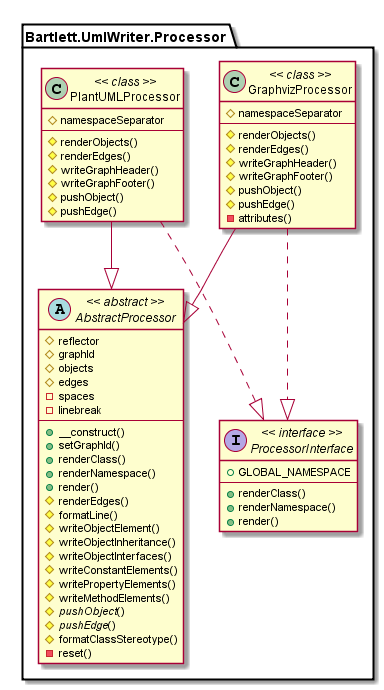 Bartlett.UmlWriter.Processor
C
<< class >>
PlantUMLProcessor
namespaceSeparator
renderObjects()
renderEdges()
writeGraphHeader()
writeGraphFooter()
pushObject()
pushEdge()
C
<< class >>
GraphvizProcessor
namespaceSeparator
renderObjects()
renderEdges()
writeGraphHeader()
writeGraphFooter()
pushObject()
pushEdge()
attributes()
A
<< abstract >>
AbstractProcessor
reflector
graphId
objects
edges
spaces
linebreak
__construct()
setGraphId()
renderClass()
renderNamespace()
render()
renderEdges()
formatLine()
writeObjectElement()
writeObjectInheritance()
writeObjectInterfaces()
writeConstantElements()
writePropertyElements()
writeMethodElements()
pushObject()
pushEdge()
formatClassStereotype()
reset()
I
<< interface >>
ProcessorInterface
GLOBAL_NAMESPACE
renderClass()
renderNamespace()
render()